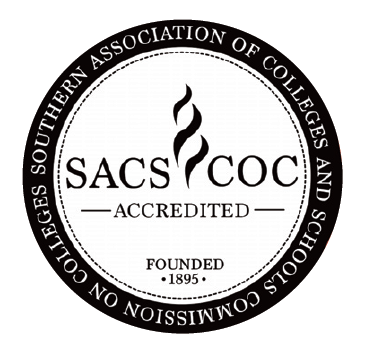 SOUTHERN ASSOCIATION OF COLLEGES AND SCHOOLS COMMISSION ON COLLEGES
SACS COC
—ACCREDITED—
FOUNDED
•1895•